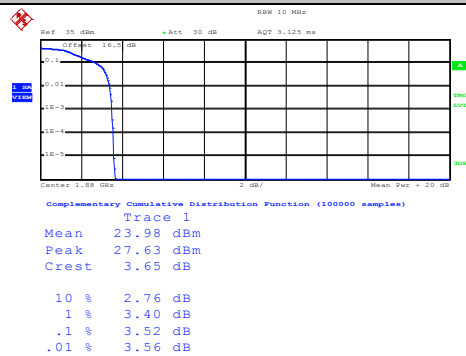 RBW 10 MHz
Ref 35 dBm *Att 30 dB AQT 3.125 ms
Offset 16.5 dB
0.1
0.01
1E-3
1E-4
1E-5
1 SA
VIEW
A
TRG
LVL
3DB
Center 1.88 GHz 2 dB/ Mean Pwr + 20 dB
Complementary Cumulative Distribution Function (100000 samples)
Trace 1
Mean 23.98 dBm
Peak 27.63 dBm
Crest 3.65 dB
10 % 2.76 dB
1 % 3.40 dB
.1 % 3.52 dB
.01 % 3.56 dB